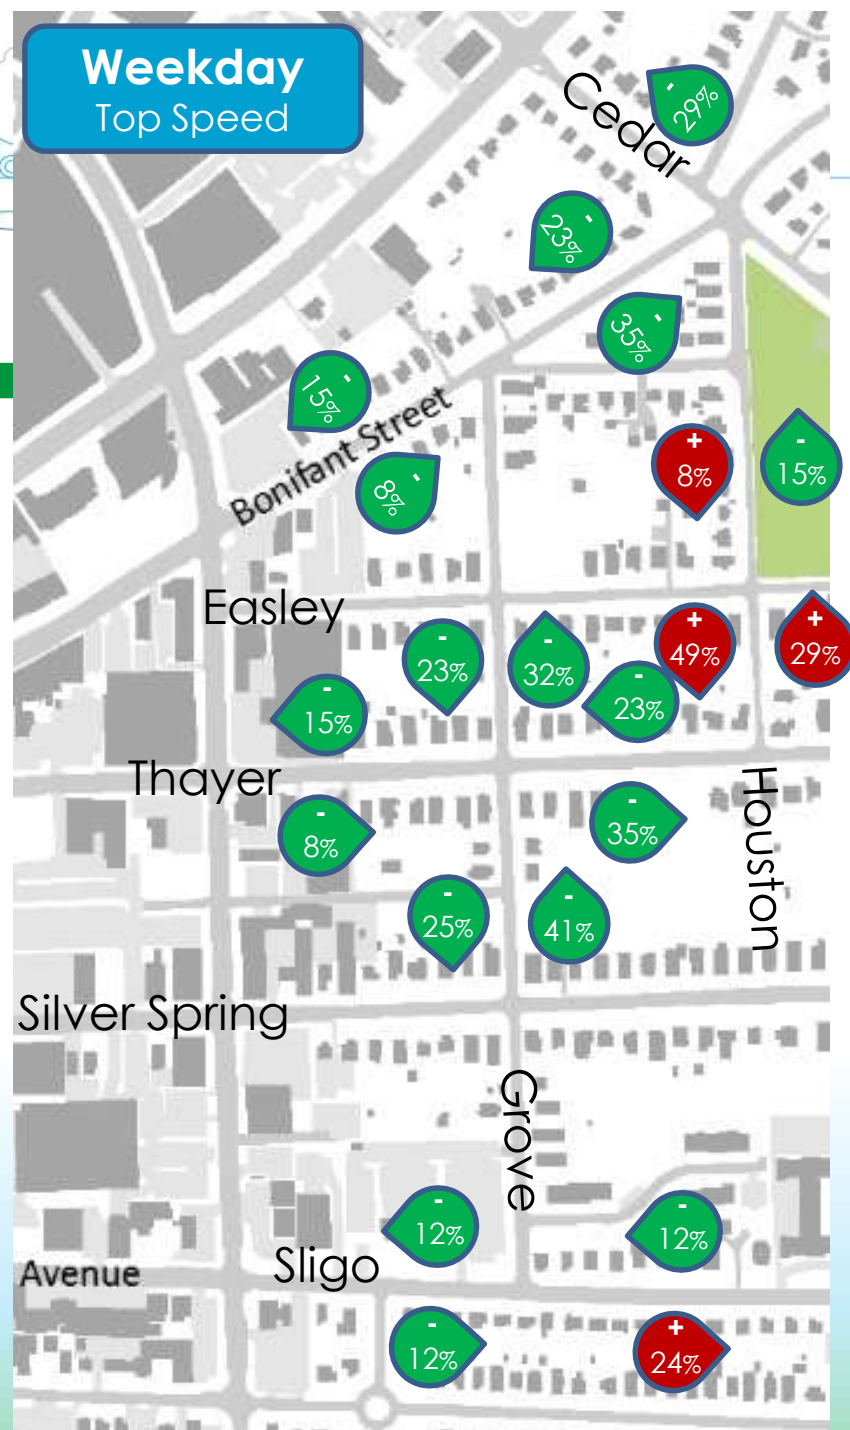 Weekday
Top Speed
Cedar
- 29%
- 23%
- 35%
- 15%
Bonifant Street
- 8%
+ 8%
- 15%
Easley
- 23%
- 32%
+ 49%
+ 29%
- 15%
- 23%
Thayer
Houston
- 8%
- 35%
- 25%
- 41%
Silver Spring
Grove
- 12%
- 12%
Avenue
Sligo
- 12%
+ 24%